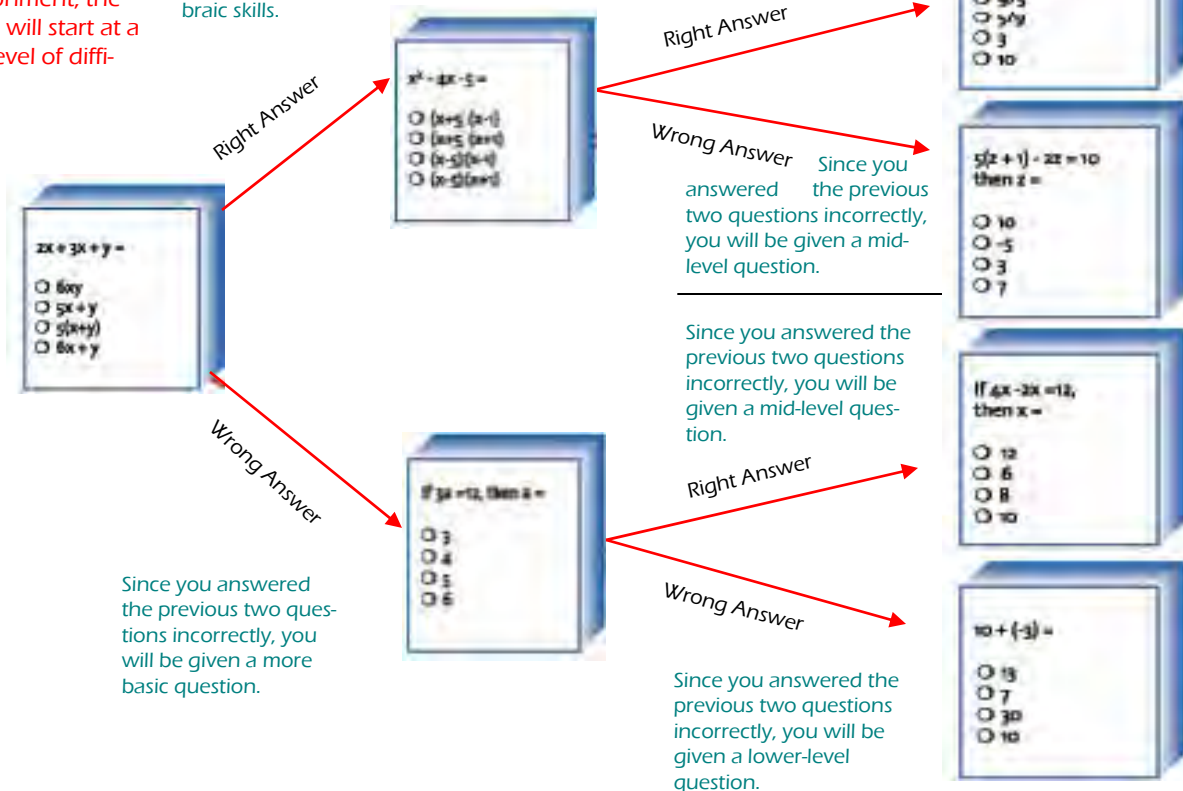 onment, the
will start at a
evel of diffi-
braic skills.
Right Answer
Right Answer
3
10
x² - 4x - 5 =
(x+5 (x-1)
(x+5 (x+1)
(x-5)(x-1)
(x-5)(x+1)
Wrong Answer
Since you
answered the previous
two questions incorrectly,
you will be given a mid-
level question.
5(z + 1) - 2z = 10
then z =
10
-5
3
7
2x + 3x + y =
6xy
5x + y
5(x+y)
6x + y
Since you answered the
previous two questions
incorrectly, you will be
given a mid-level ques-
tion.
Right Answer
If 4x -2x =12,
then x =
12
6
8
10
Wrong Answer
If 3x =12, then x =
3
4
5
6
Since you answered
the previous two ques-
tions incorrectly, you
will be given a more
basic question.
Wrong Answer
Since you answered the
previous two questions
incorrectly, you will be
given a lower-level
question.
10 + (-3) =
13
7
30
10